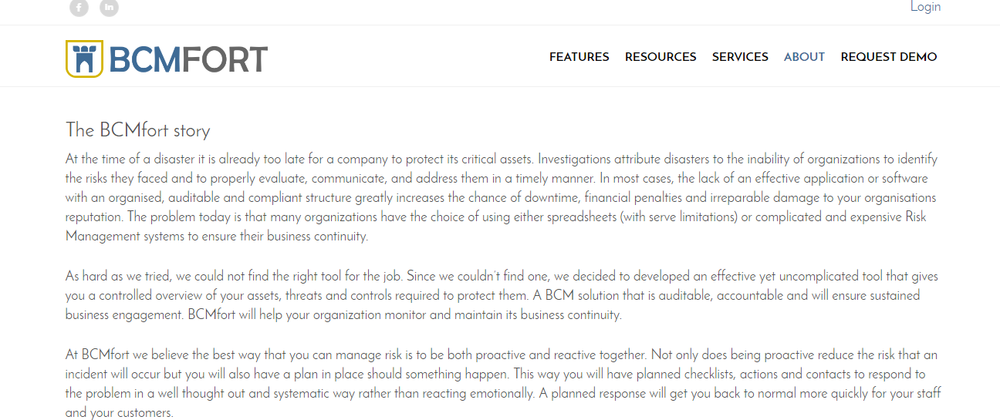 Login
BCMFORT
FEATURES RESOURCES SERVICES ABOUT REQUEST DEMO
The BCMfort story
At the time of a disaster it is already too late for a company to protect its critical assets. Investigations attribute disasters to the inability of organizations to identify
the risks they faced and to properly evaluate, communicate, and address them in a timely manner. In most cases, the lack of an effective application or software
with an organised, auditable and compliant structure greatly increases the chance of downtime, financial penalties and irreparable damage to your organisations
reputation. The problem today is that many organizations have the choice of using either spreadsheets (with serve limitations) or complicated and expensive Risk
Management systems to ensure their business continuity.
As hard as we tried, we could not find the right tool for the job. Since we couldn't find one, we decided to developed an effective yet uncomplicated tool that gives
you a controlled overview of your assets, threats and controls required to protect them. A BCM solution that is auditable, accountable and will ensure sustained
business engagement. BCMfort will help your organization monitor and maintain its business continuity.
At BCMfort we believe the best way that you can manage risk is to be both proactive and reactive together. Not only does being proactive reduce the risk that an
incident will occur but you will also have a plan in place should something happen. This way you will have planned checklists, actions and contacts to respond to
the problem in a well thought out and systematic way rather than reacting emotionally. A planned response will get you back to normal more quickly for your staff
and your customers.